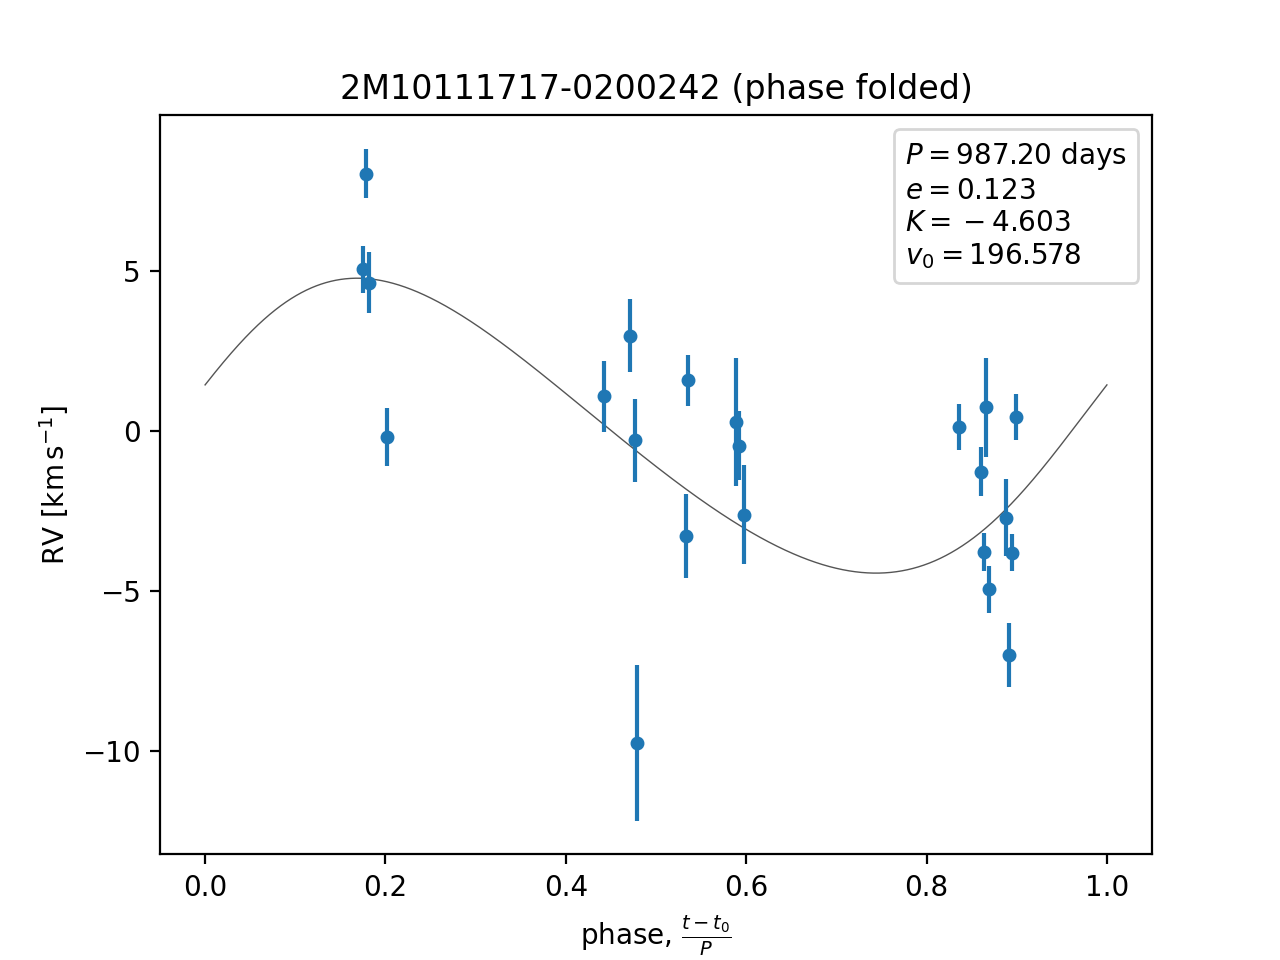 2M10111717-0200242 (phase folded)
P = 987.20 days
e = 0.123
K = −4.603
v₀ = 196.578
5
0
−5
−10
RV [km s⁻¹]
0.0 0.2 0.4 0.6 0.8 1.0
phase, (t − t₀)/P